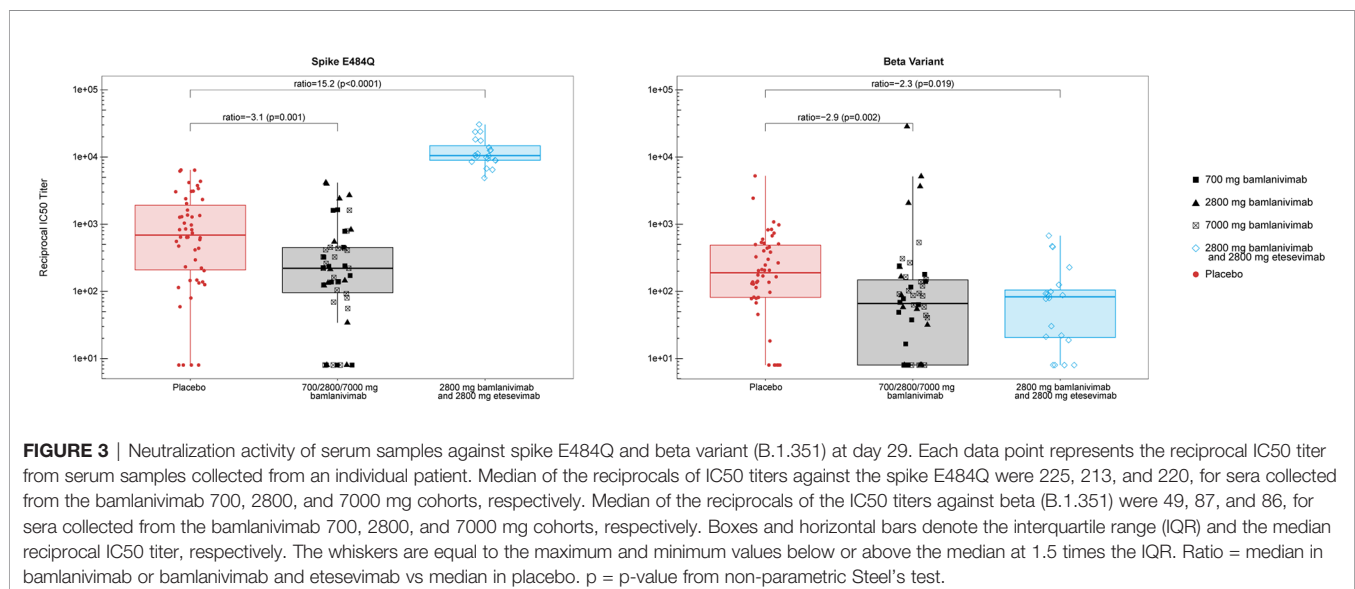 Spike E484Q
Beta Variant
ratio=15.2 (p<0.0001)
ratio=−2.3 (p=0.019)
1e+05
1e+05
ratio=−3.1 (p=0.001)
ratio=−2.9 (p=0.002)
1e+04
1e+04
1e+03
1e+03
1e+02
1e+02
1e+01
1e+01
Reciprocal IC50 Titer
700 mg bamlanivimab
2800 mg bamlanivimab
7000 mg bamlanivimab
2800 mg bamlanivimab
and 2800 mg etesevimab
Placebo
Placebo
700/2800/7000 mg
bamlanivimab
2800 mg bamlanivimab
and 2800 mg etesevimab
Placebo
700/2800/7000 mg
bamlanivimab
2800 mg bamlanivimab
and 2800 mg etesevimab
FIGURE 3 | Neutralization activity of serum samples against spike E484Q and beta variant (B.1.351) at day 29. Each data point represents the reciprocal IC50 titer
from serum samples collected from an individual patient. Median of the reciprocals of IC50 titers against the spike E484Q were 225, 213, and 220, for sera collected
from the bamlanivimab 700, 2800, and 7000 mg cohorts, respectively. Median of the reciprocals of the IC50 titers against beta (B.1.351) were 49, 87, and 86, for
sera collected from the bamlanivimab 700, 2800, and 7000 mg cohorts, respectively. Boxes and horizontal bars denote the interquartile range (IQR) and the median
reciprocal IC50 titer, respectively. The whiskers are equal to the maximum and minimum values below or above the median at 1.5 times the IQR. Ratio = median in
bamlanivimab or bamlanivimab and etesevimab vs median in placebo. p = p-value from non-parametric Steel's test.